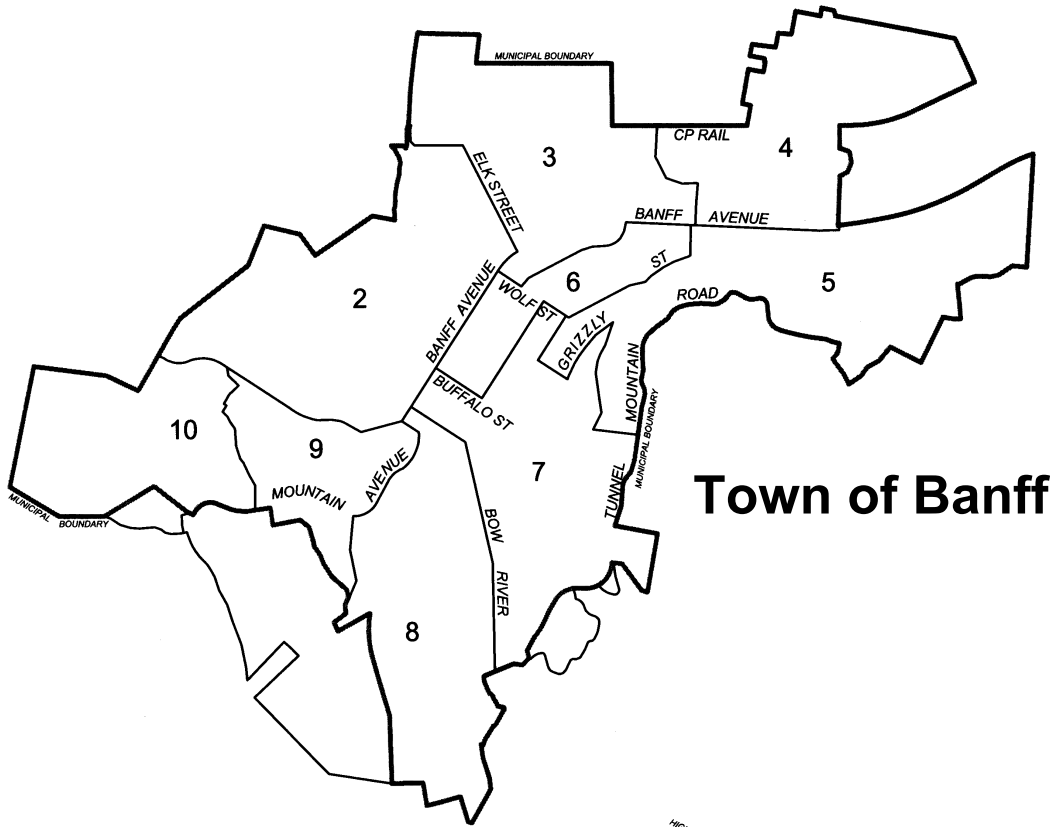 MUNICIPAL BOUNDARY
CP RAIL
3
4
ELK STREET
BANFF AVENUE
ST
6
5
2
WOLF ST
ROAD
BANFF AVENUE
GRIZZLY
MOUNTAIN
BUFFALO ST
MUNICIPAL BOUNDARY
10
9
AVENUE
7
MOUNTAIN
TUNNEL
Town of Banff
MUNICIPAL BOUNDARY
BOW
RIVER
8